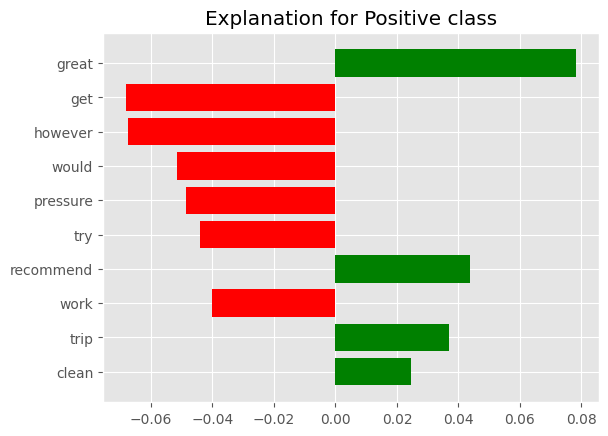 Explanation for Positive class
great
get
however
would
pressure
try
recommend
work
trip
clean
−0.06 −0.04 −0.02 0.00 0.02 0.04 0.06 0.08